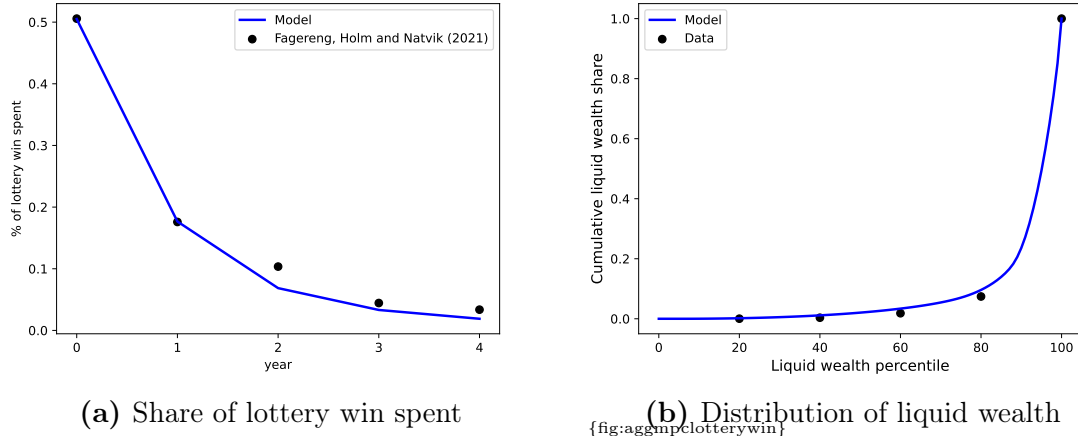 Model
Fagereng, Holm and Natvik (2021)
0.5
0.4
0.3
0.2
0.1
0.0
% of lottery win spent
0 1 2 3 4
year
(a) Share of lottery win spent
Model
Data
1.0
0.8
0.6
0.4
0.2
0.0
Cumulative liquid wealth share
0 20 40 60 80 100
Liquid wealth percentile
(b) Distribution of liquid wealth
{fig:aggmpclotterywin}